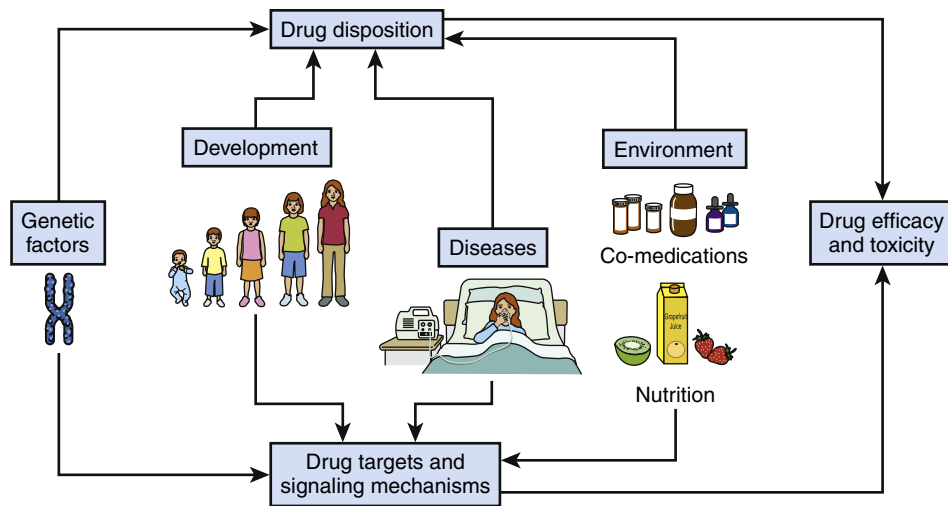 Drug disposition
Development
Environment
Genetic
factors
Diseases
Co-medications
Drug efficacy
and toxicity
Grapefruit
Juice
Nutrition
Drug targets and
signaling mechanisms